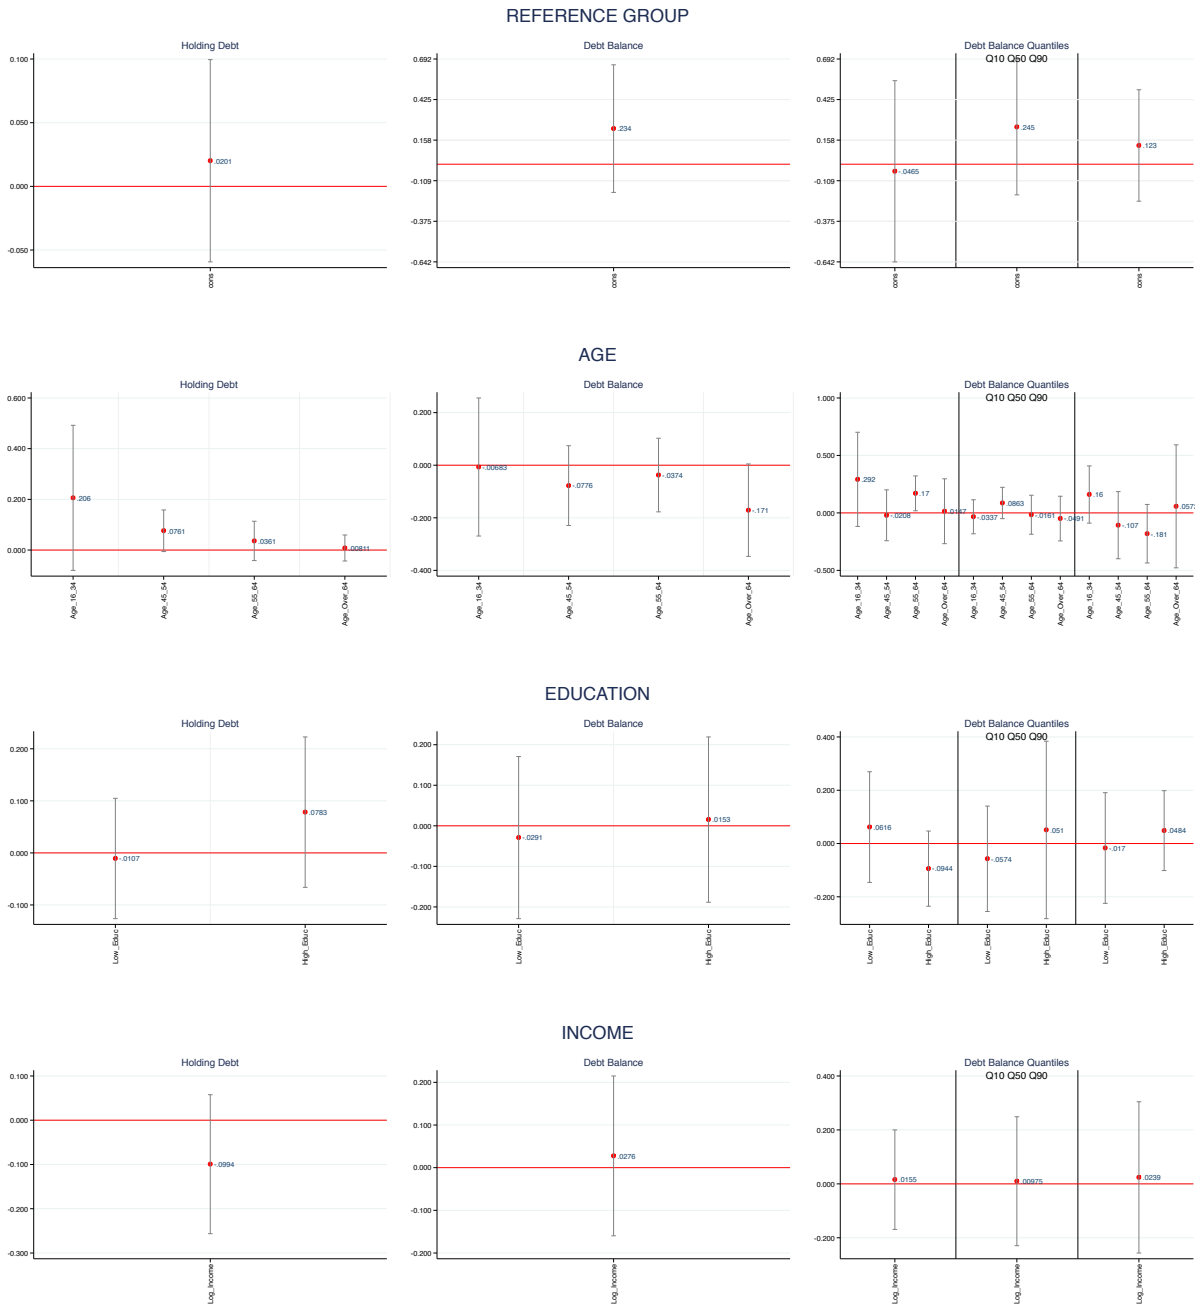 REFERENCE GROUP
Holding Debt
0.100
0.050
0.000
-0.050
.0201
cons
Debt Balance
0.692
0.425
0.158
-0.109
-0.375
-0.642
.234
cons
Debt Balance Quantiles
Q10 Q50 Q90
0.692
0.425
0.158
-0.109
-0.375
-0.642
-.0465
.245
.123
cons
cons
cons
AGE
Holding Debt
0.600
0.400
0.200
0.000
.206
.0761
.0361
.00811
Age_16_34
Age_45_54
Age_55_64
Age_Over_64
Debt Balance
0.200
0.000
-0.200
-0.400
-.00683
-.0776
-.0374
-.171
Age_16_34
Age_45_54
Age_55_64
Age_Over_64
Debt Balance Quantiles
Q10 Q50 Q90
1.000
0.500
0.000
-0.500
.292
-.0208
.17
.0147
-.0337
.0863
-.0161
-.0491
.16
-.107
-.181
Age_16_34
Age_45_54
Age_55_64
Age_Over_64
Age_16_34
Age_45_54
Age_55_64
Age_Over_64
Age_16_34
Age_45_54
Age_55_64
Age_Over_64
EDUCATION
Holding Debt
0.200
0.100
0.000
-0.100
-.0107
.0783
Low_Educ
High_Educ
Debt Balance
0.200
0.100
0.000
-0.100
-0.200
-.0291
.0153
Low_Educ
High_Educ
Debt Balance Quantiles
Q10 Q50 Q90
0.400
0.200
0.000
-0.200
.0616
-.0944
-.0574
.051
-.017
.0484
Low_Educ
High_Educ
Low_Educ
High_Educ
Low_Educ
High_Educ
INCOME
Holding Debt
0.100
0.000
-0.100
-0.200
-0.300
-.0994
Log_Income
Debt Balance
0.200
0.100
0.000
-0.100
-0.200
.0276
Log_Income
Debt Balance Quantiles
Q10 Q50 Q90
0.400
0.200
0.000
-0.200
.0155
.00975
.0239
Log_Income
Log_Income
Log_Income